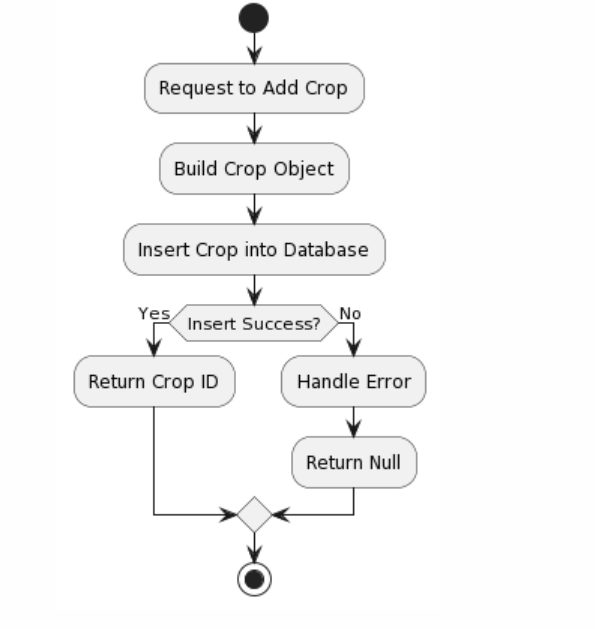 Request to Add Crop
Build Crop Object
Insert Crop into Database
Yes
Insert Success?
No
Return Crop ID
Handle Error
Return Null